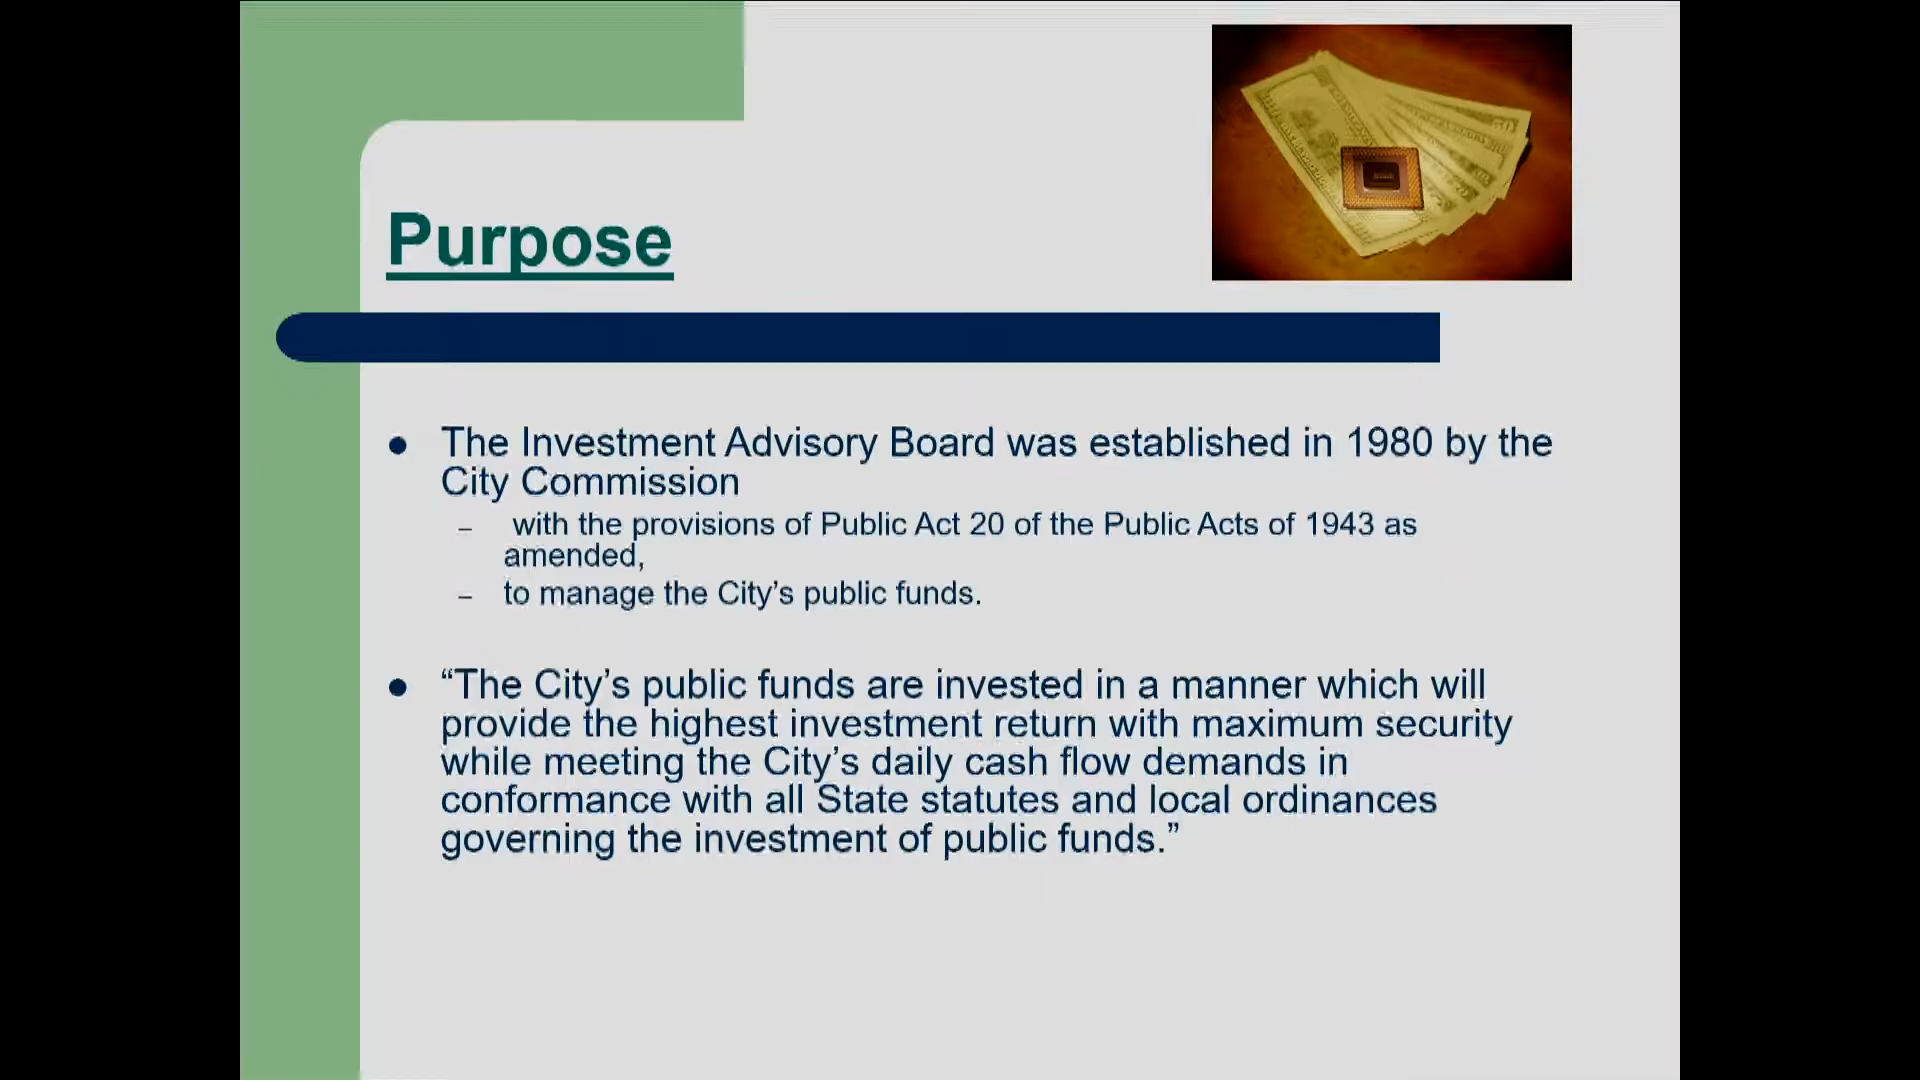 Purpose
The Investment Advisory Board was established in 1980 by the
City Commission
– with the provisions of Public Act 20 of the Public Acts of 1943 as
amended,
– to manage the City’s public funds.
“The City’s public funds are invested in a manner which will
provide the highest investment return with maximum security
while meeting the City’s daily cash flow demands in
conformance with all State statutes and local ordinances
governing the investment of public funds.”